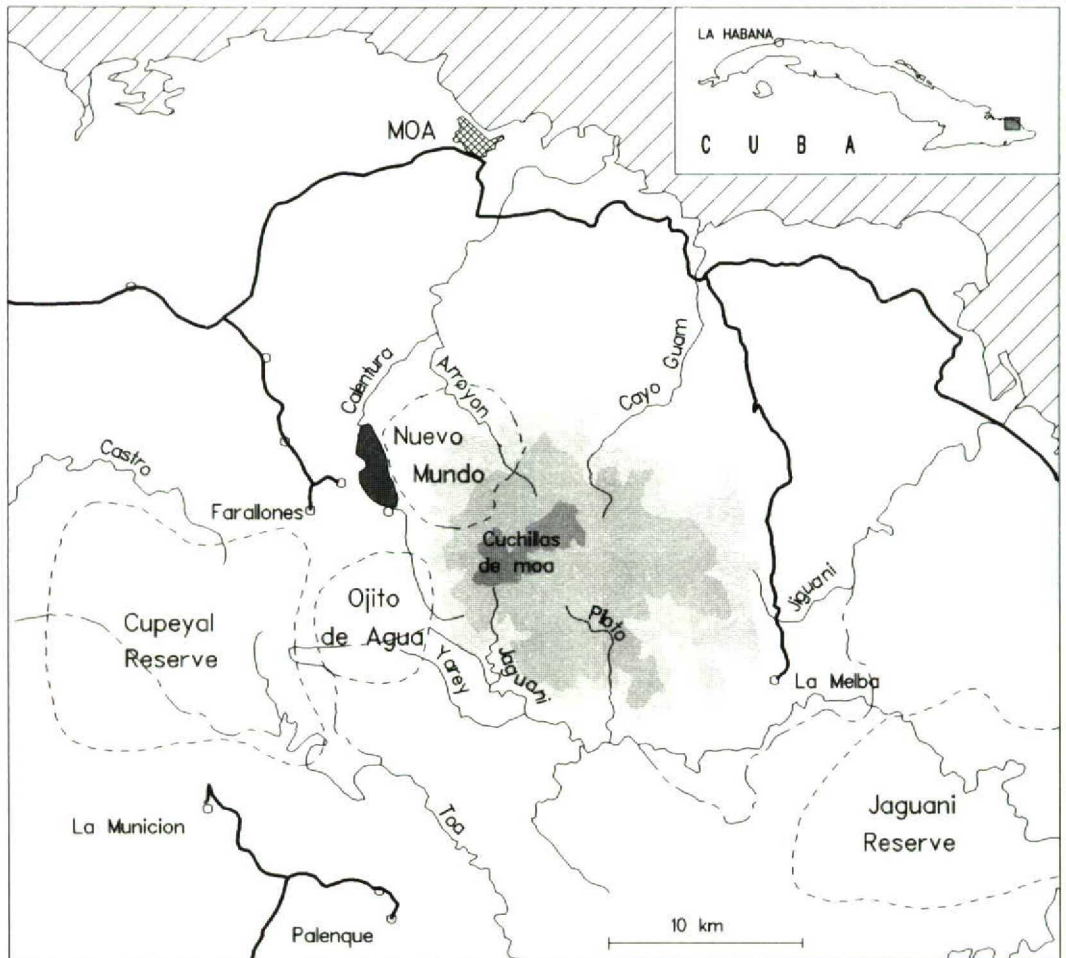 LA HABANA
C U B A
MOA
Calentura
Arroyon
Cayo Guam
Nuevo
Mundo
Castro
Farallones
Cuchillas
de moa
Jiguani
Ojito
de Agua
Piloto
Cupeyal
Reserve
Yarey
Jaguani
La Melba
Jaguani
Reserve
La Municion
Toa
10 km
Palenque